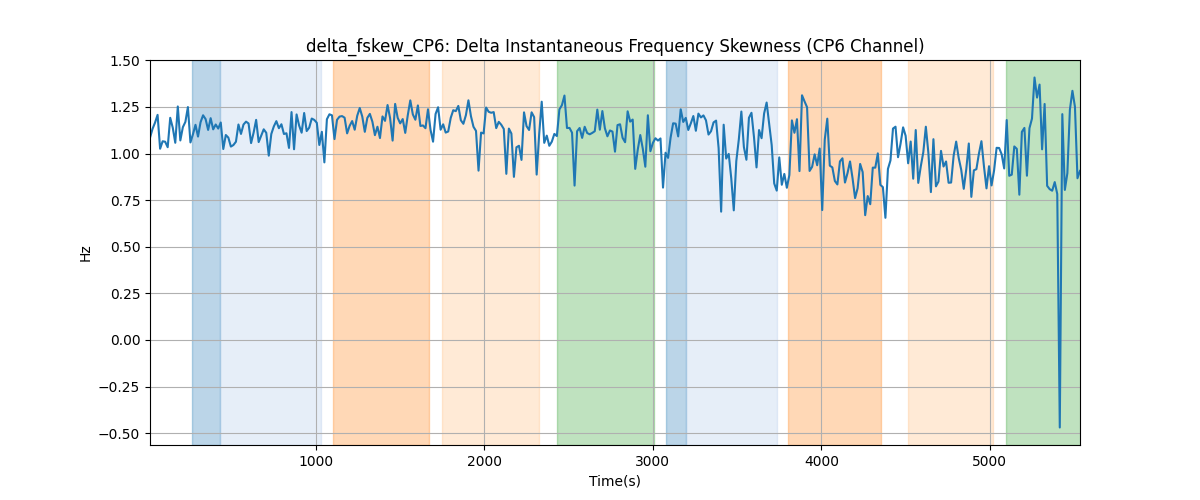 delta_fskew_CP6: Delta Instantaneous Frequency Skewness (CP6 Channel)
1.50
1.25
1.00
0.75
0.50
0.25
0.00
−0.25
−0.50
Hz
1000 2000 3000 4000 5000
Time(s)